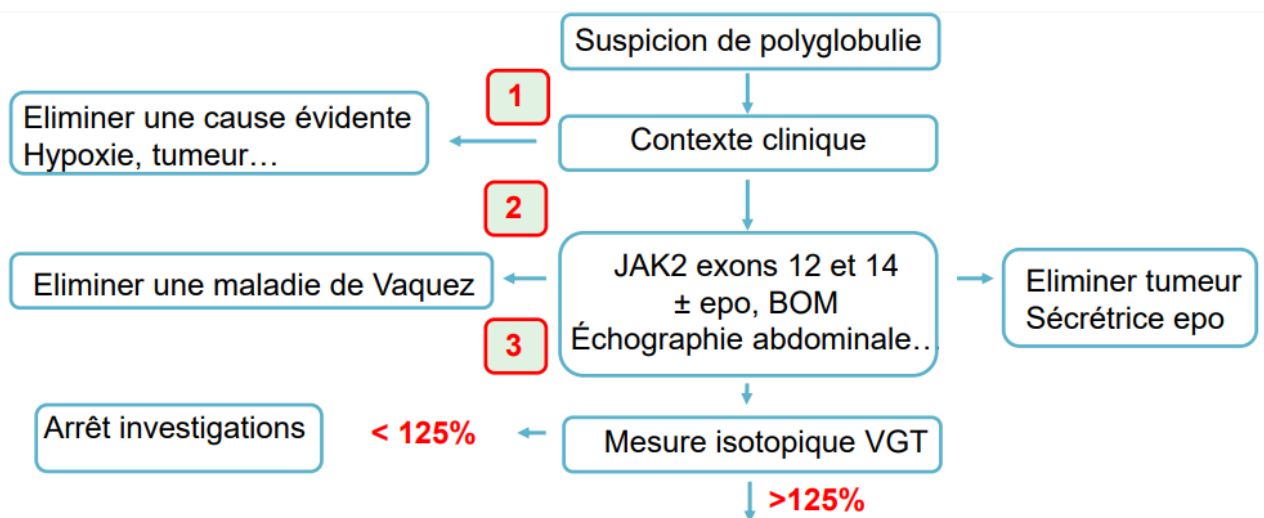 Suspicion de polyglobulie
1
Eliminer une cause évidente
Hypoxie, tumeur…
Contexte clinique
2
Eliminer une maladie de Vaquez
JAK2 exons 12 et 14
± epo, BOM
Échographie abdominale…
Eliminer tumeur
Sécrétrice epo
3
Arrêt investigations
< 125%
Mesure isotopique VGT
>125%